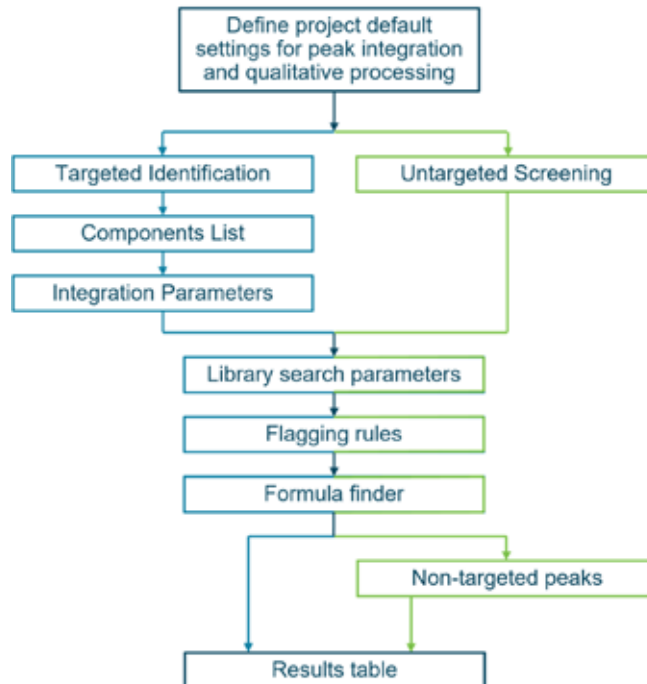 Define project default
settings for peak integration
and qualitative processing
Targeted Identification
Untargeted Screening
Components List
Integration Parameters
Library search parameters
Flagging rules
Formula finder
Non-targeted peaks
Results table